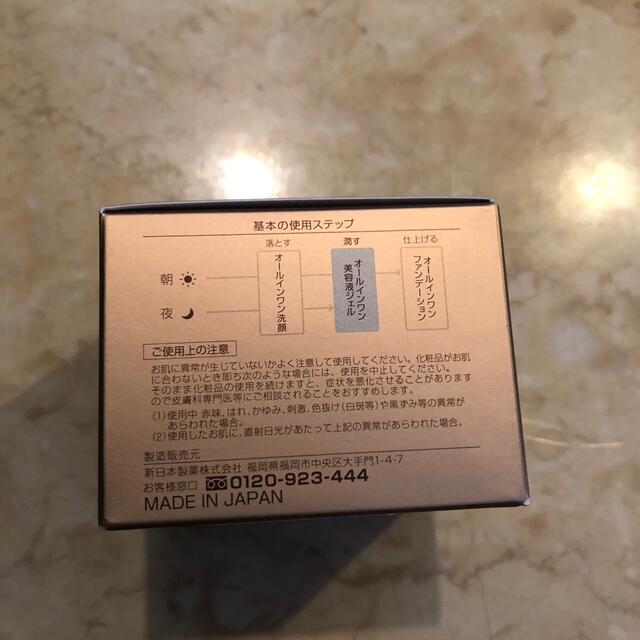 基本の使用ステップ
落とす 潤す 仕上げる
朝
夜
オールインワン洗顔
オールインワン
美容液ジェル
オールインワン
ファンデーション
ご使用上の注意
お肌に異常が生じていないかよく注意して使用してください。化粧品がお肌
に合わないとき即ち次のような場合には、使用を中止してください。
そのまま化粧品の使用を続けますと、症状を悪化させることがあります
ので皮膚科専門医等にご相談されることをおすすめします。
(1)使用中 赤味、はれ、かゆみ、刺激、色抜け(白斑等)や黒ずみ等の異常が
あらわれた場合。
(2)使用したお肌に、直射日光があたって上記の異常があらわれた場合。
製造販売元
新日本製薬株式会社 福岡県福岡市中央区大手門1-4-7
お客様窓口 0120-923-444
MADE IN JAPAN